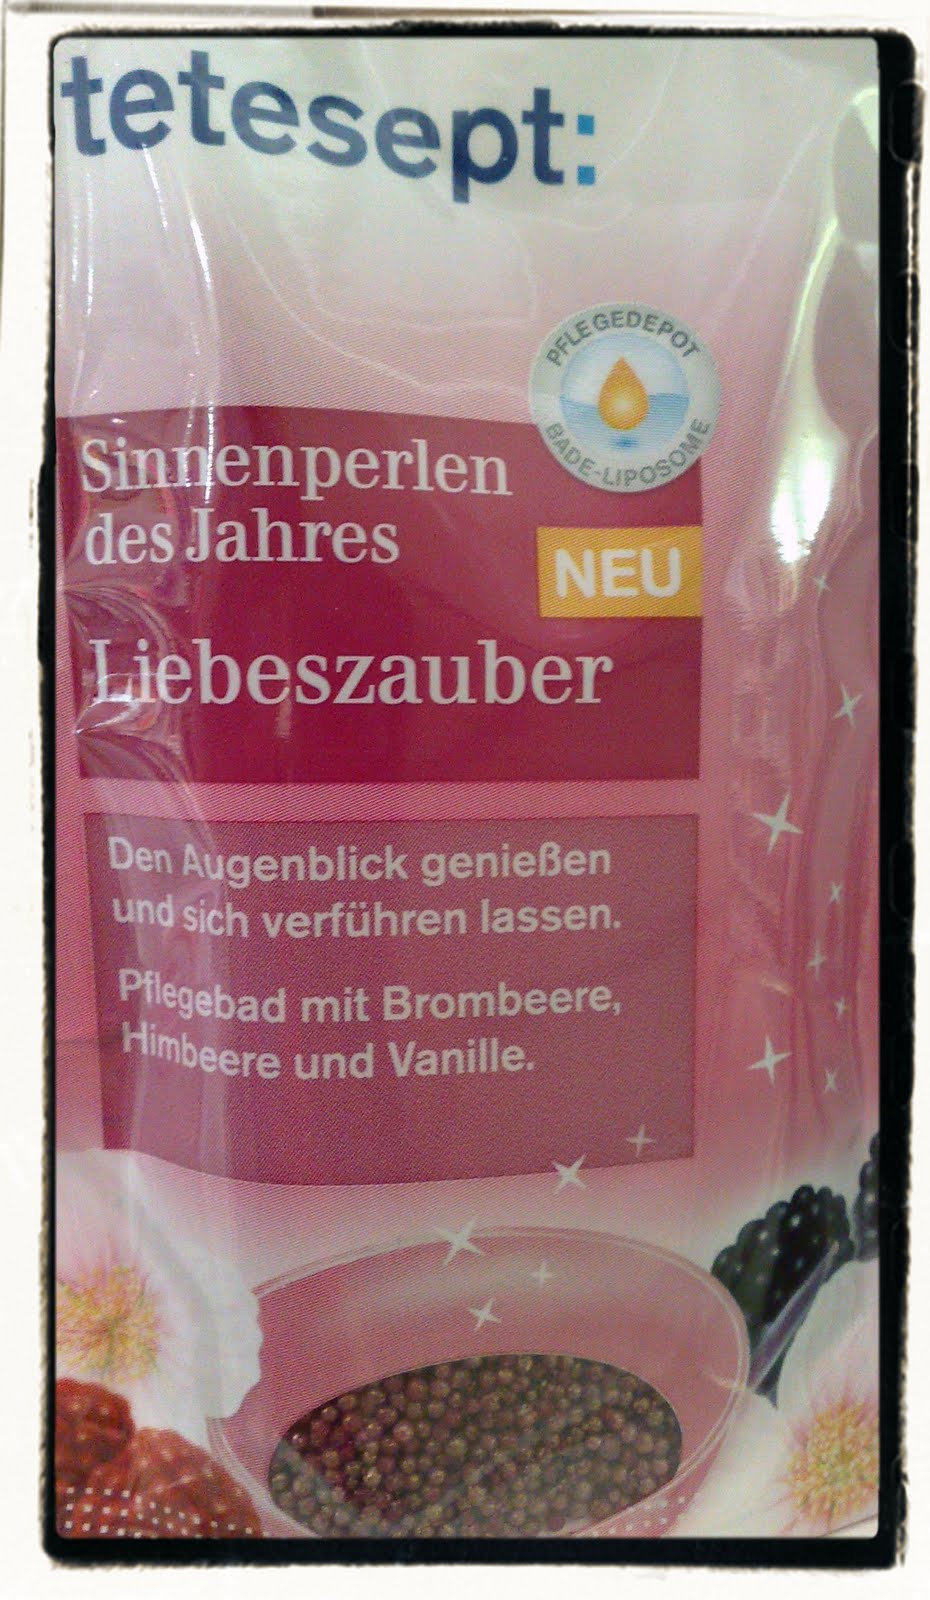 tetesept:
PFLEGEDEPOT
BADE-LIPOSOME
Sinnenperlen
des Jahres
NEU
Liebeszauber
Den Augenblick genießen
und sich verführen lassen.
Pflegebad mit Brombeere,
Himbeere und Vanille.